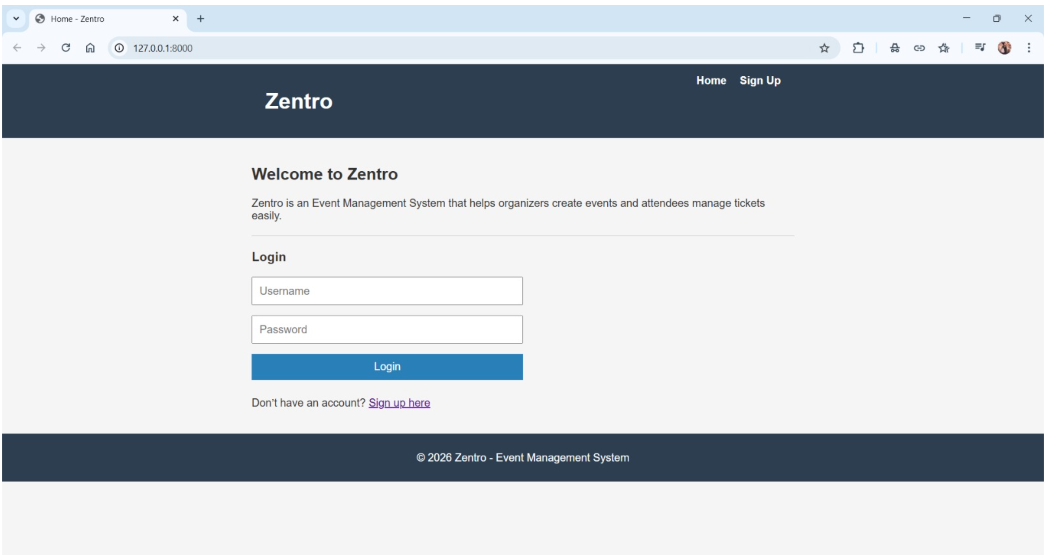 Home - Zentro
127.0.0.1:8000
Home Sign Up
Zentro
Welcome to Zentro
Zentro is an Event Management System that helps organizers create events and attendees manage tickets
easily.
Login
Username
Password
Login
Don't have an account? Sign up here
© 2026 Zentro - Event Management System